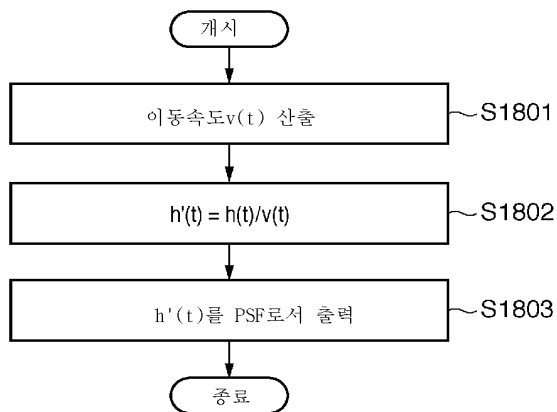 개시
이동속도v(t) 산출
S1801
h'(t) = h(t)/v(t)
S1802
h'(t)를 PSF로서 출력
S1803
종료